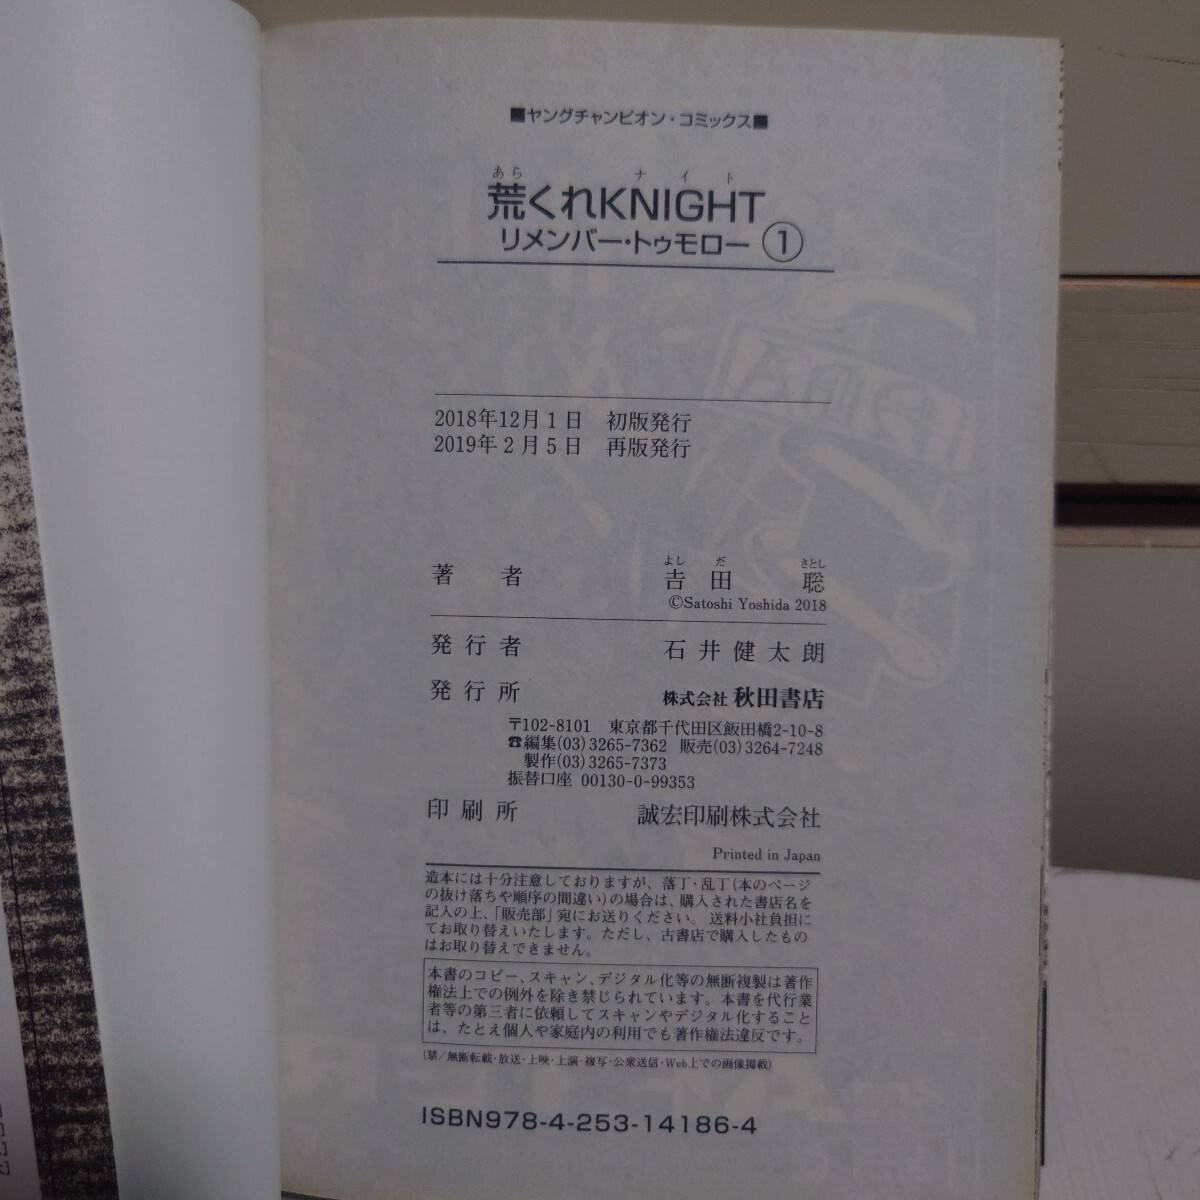 ■ヤングチャンピオン・コミックス■
あら ナイト
荒くれKNIGHT
リメンバー・トゥモロー ①
2018年12月1日 初版発行
2019年2月5日 再版発行
よし だ さとし
著者 吉田 聡
©Satoshi Yoshida 2018
発行者 石井健太朗
発行所 株式会社 秋田書店
〒102-8101 東京都千代田区飯田橋2-10-8
☎編集(03)3265-7362 販売(03)3264-7248
製作(03)3265-7373
振替口座 00130-0-99353
印刷所 誠宏印刷株式会社
Printed in Japan
造本には十分注意しておりますが、落丁・乱丁(本のページ
の抜け落ちや順序の間違い)の場合は、購入された書店名を
記入の上、「販売部」宛にお送りください。送料小社負担に
てお取り替えいたします。ただし、古書店で購入したもの
はお取り替えできません。
本書のコピー、スキャン、デジタル化等の無断複製は著作
権法上での例外を除き禁じられています。本書を代行業
者等の第三者に依頼してスキャンやデジタル化すること
は、たとえ個人や家庭内の利用でも著作権法違反です。
(禁/無断転載・放送・上映・上演・複写・公衆送信・Web上での画像掲載)
ISBN978-4-253-14186-4